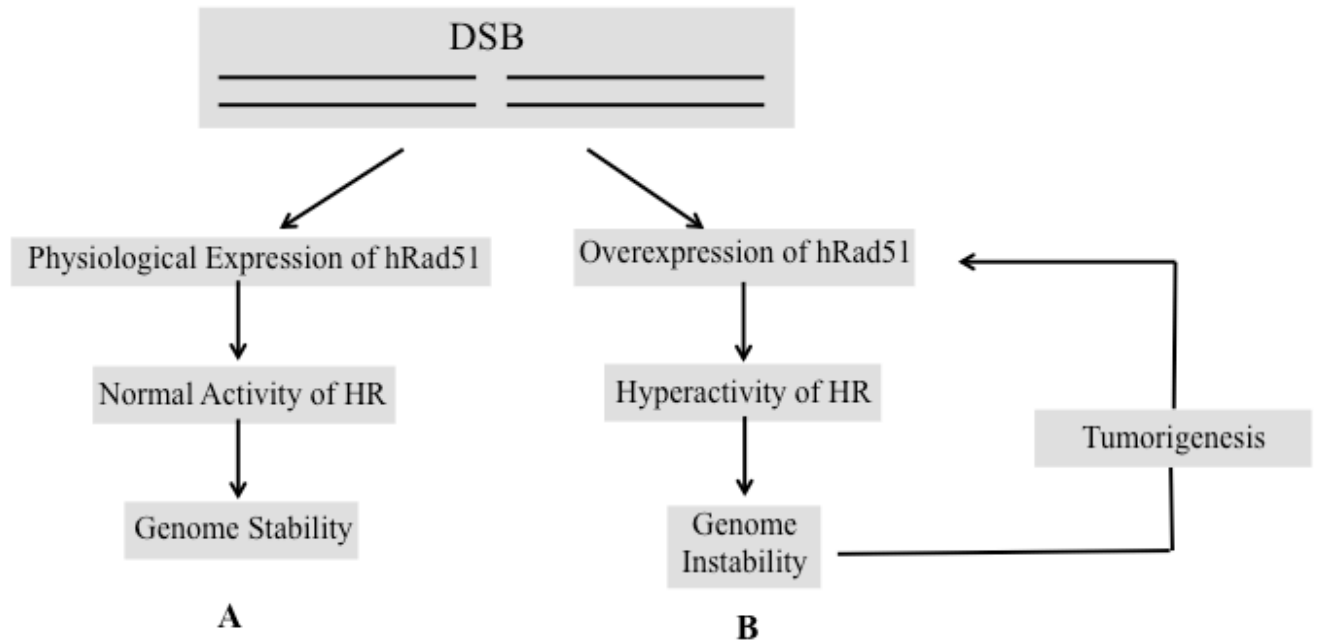 DSB
Physiological Expression of hRad51
Overexpression of hRad51
Normal Activity of HR
Hyperactivity of HR
Tumorigenesis
Genome Stability
Genome
Instability
A
B